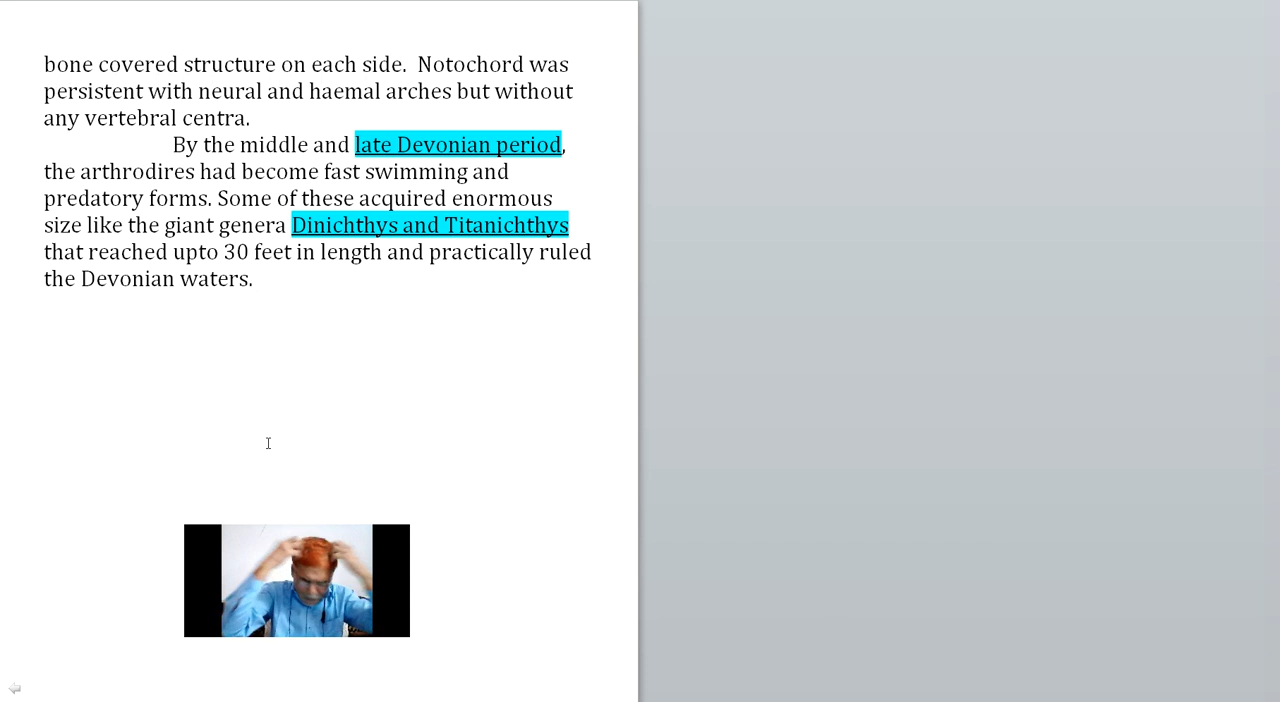 bone covered structure on each side.  Notochord was
persistent with neural and haemal arches but without
any vertebral centra.
By the middle and late Devonian period,
the arthrodires had become fast swimming and
predatory forms. Some of these acquired enormous
size like the giant genera Dinichthys and Titanichthys
that reached upto 30 feet in length and practically ruled
the Devonian waters.